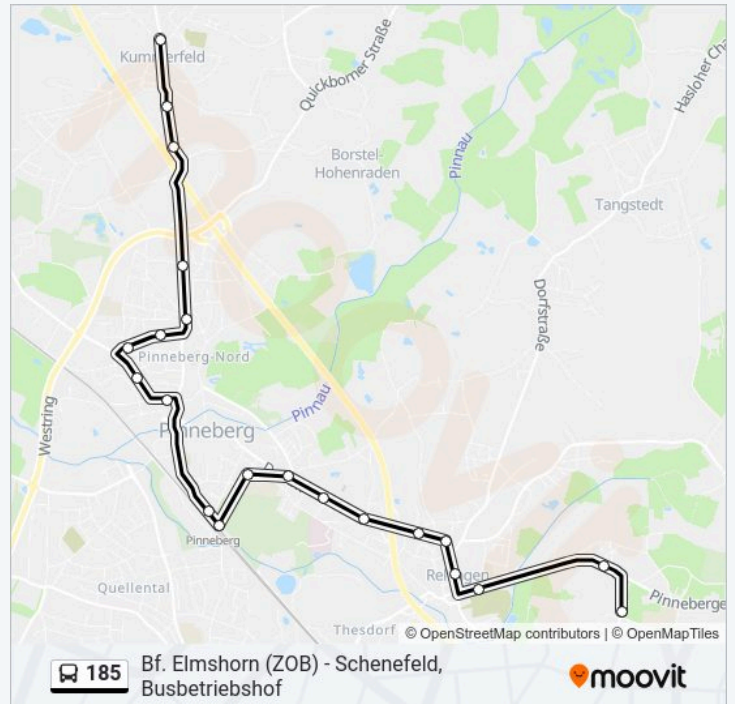 Kummerfeld
Quickborner Straße
Hasloher Cha
Borstel-
Hohenraden
Pinnau
Tangstedt
Dorfstraße
Pinneberg-Nord
Pinnau
Westring
Pinneberg
Pinneberg
Rellingen
Quellental
Pinneberge
Thesdorf
© OpenStreetMap contributors | © OpenMapTiles
185
Bf. Elmshorn (ZOB) - Schenefeld,
Busbetriebshof
moovit